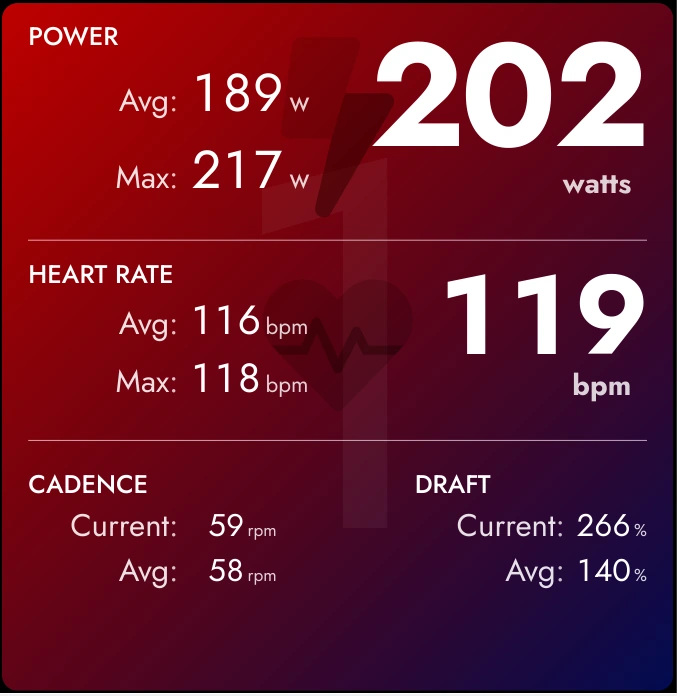 POWER
Avg: 189 w
Max: 217 w
202
watts
HEART RATE
Avg: 116 bpm
Max: 118 bpm
119
bpm
CADENCE
Current: 59 rpm
Avg: 58 rpm
DRAFT
Current: 266 %
Avg: 140 %
1